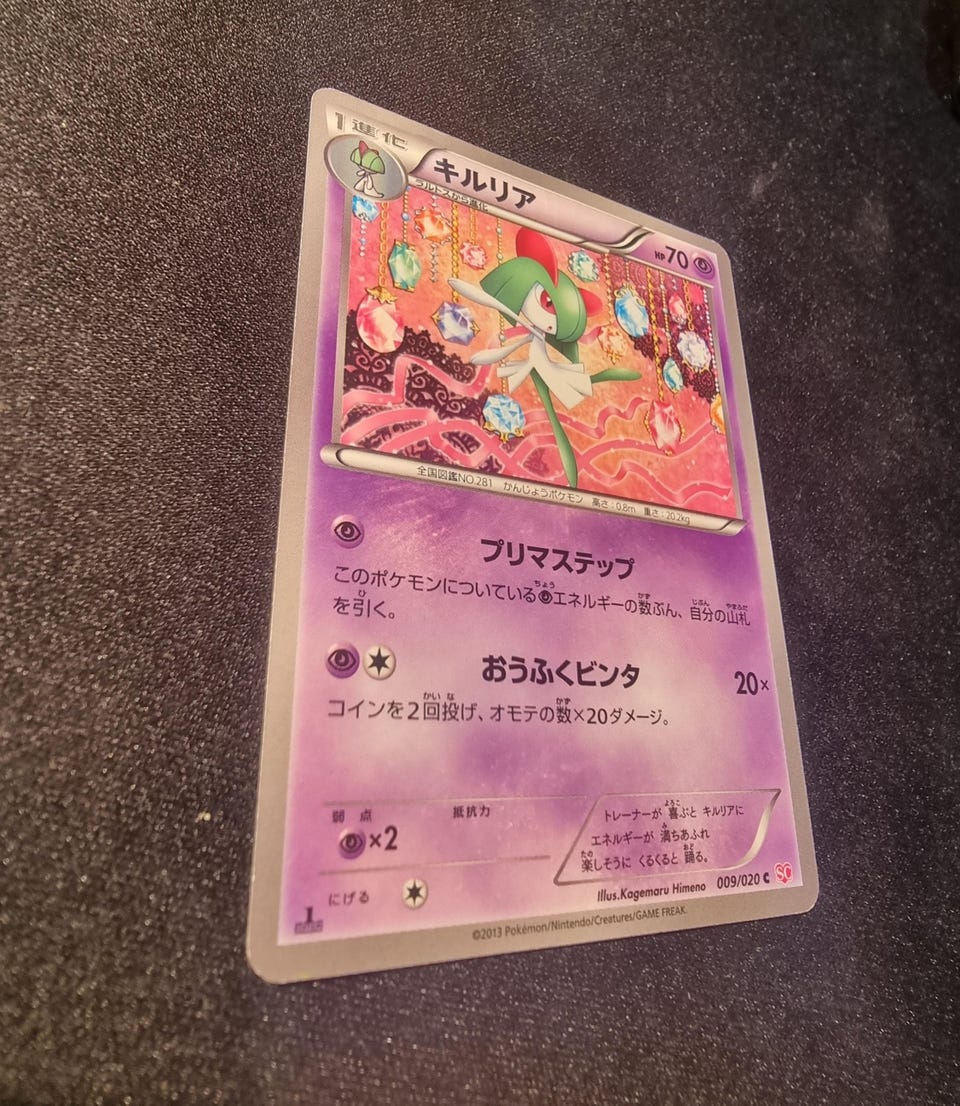 1進化
キルリア
ラルトスから進化
HP70
全国図鑑NO.281 かんじょうポケモン 高さ:0.8m 重さ:20.2kg
プリマステップ
このポケモンについているエネルギーの数ぶん、自分の山札
を引く。
おうふくビンタ 20×
コインを2回投げ、オモテの数×20ダメージ。
弱点 抵抗力
×2
トレーナーが 喜ぶと キルリアに
エネルギーが 満ちあふれ
楽しそうに くるくると 踊る。
にげる
Illus.Kagemaru Himeno 009/020 C SC
1
©2013 Pokémon/Nintendo/Creatures/GAME FREAK.